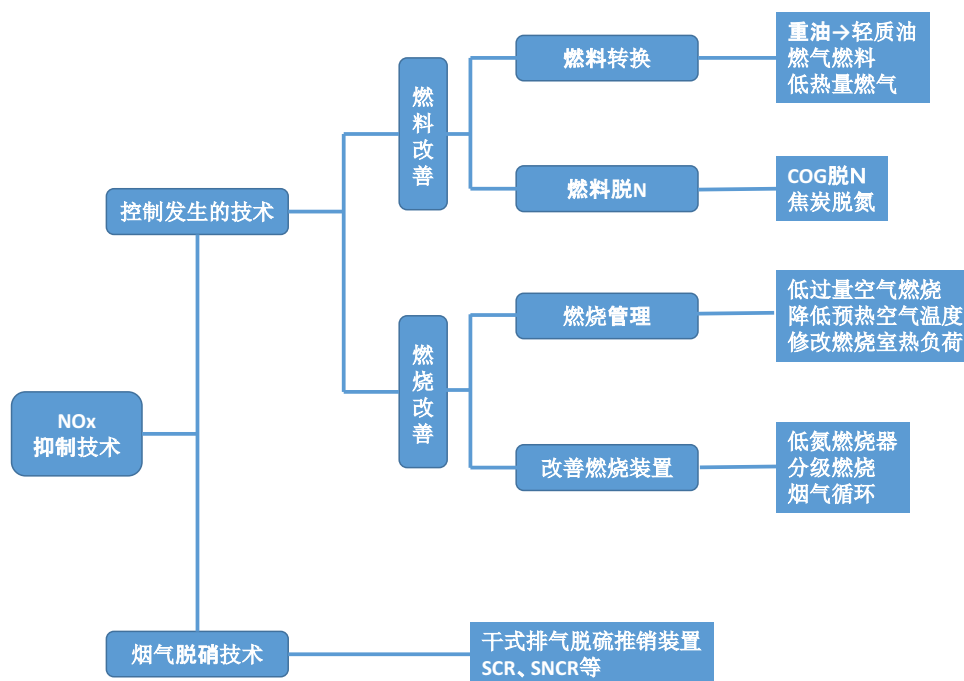 NOx
抑制技术
控制发生的技术
燃料改善
燃料转换
重油→轻质油
燃气燃料
低热量燃气
燃料脱N
COG脱N
焦炭脱氮
燃烧改善
燃烧管理
低过量空气燃烧
降低预热空气温度
修改燃烧室热负荷
改善燃烧装置
低氮燃烧器
分级燃烧
烟气循环
烟气脱硝技术
干式排气脱硫推销装置
SCR、SNCR等